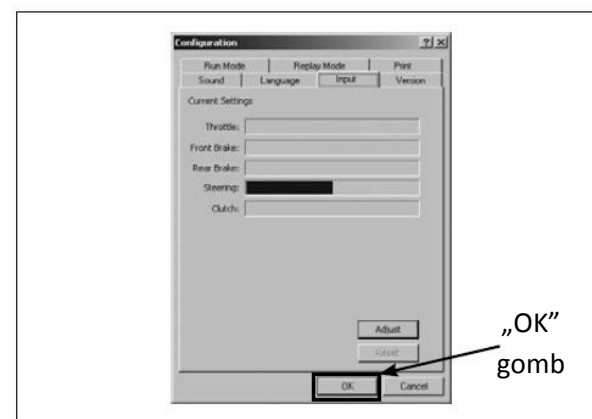 Configuration
Run Mode Replay Mode Print
Sound Language Input Version
Current Settings
Throttle:
Front Brake:
Rear Brake:
Steering:
Clutch:
Adjust
Reset
OK Cancel
„OK”
gomb